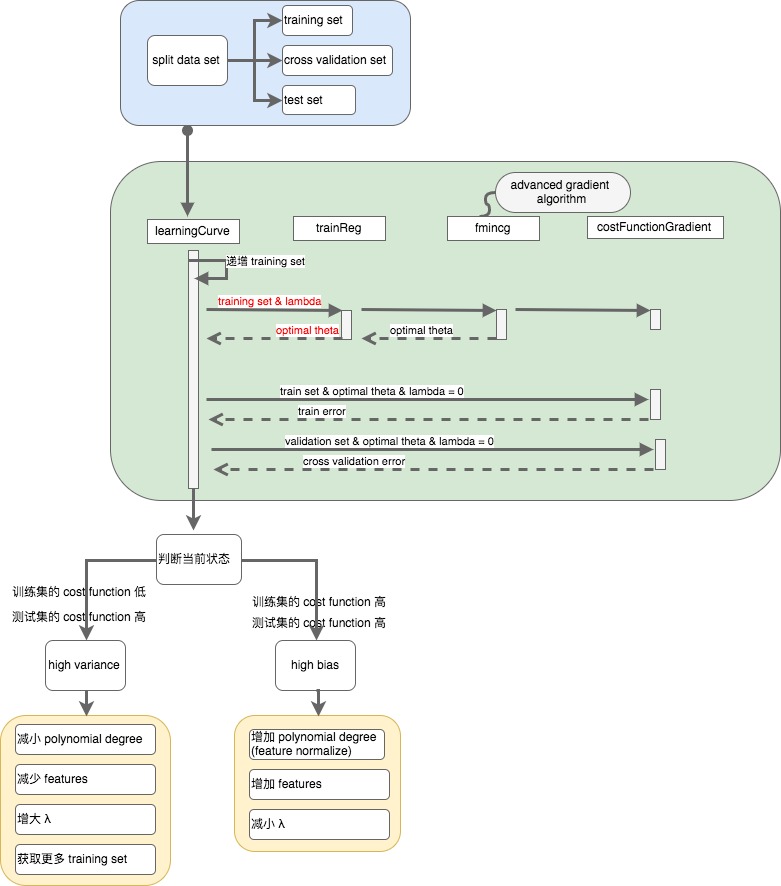 training set
split data set
cross validation set
test set
advanced gradient
algorithm
learningCurve
trainReg
fmincg
costFunctionGradient
递增 training set
training set & lambda
optimal theta
optimal theta
train set & optimal theta & lambda = 0
train error
validation set & optimal theta & lambda = 0
cross validation error
判断当前状态
训练集的 cost function 低
测试集的 cost function 高
训练集的 cost function 高
测试集的 cost function 高
high variance
high bias
减小 polynomial degree
减少 features
增大 λ
获取更多 training set
增加 polynomial degree
(feature normalize)
增加 features
减小 λ